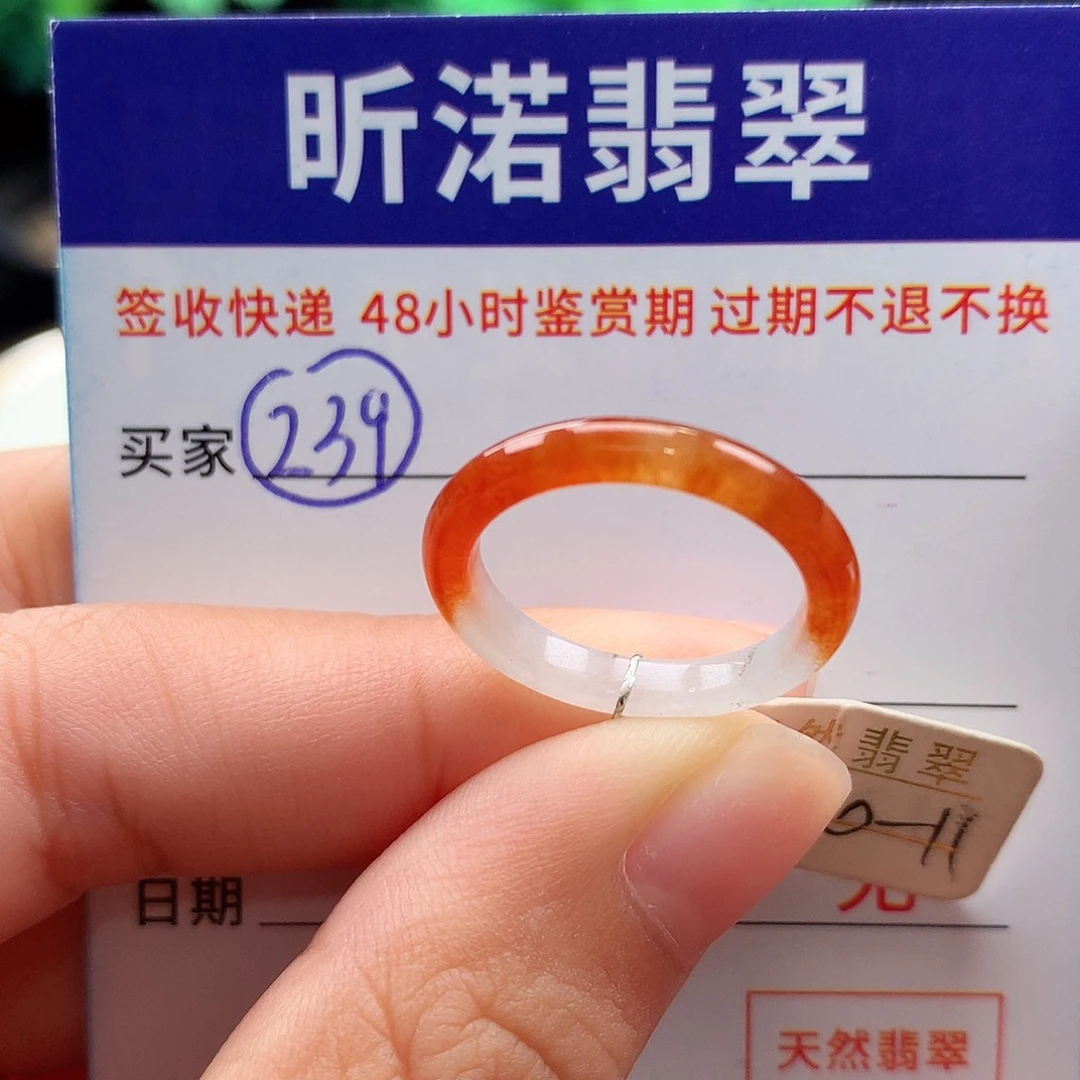 昕渃翡翠
签收快递 48小时鉴赏期 过期不退不换
买家 239
翡翠
日期
元
天然翡翠